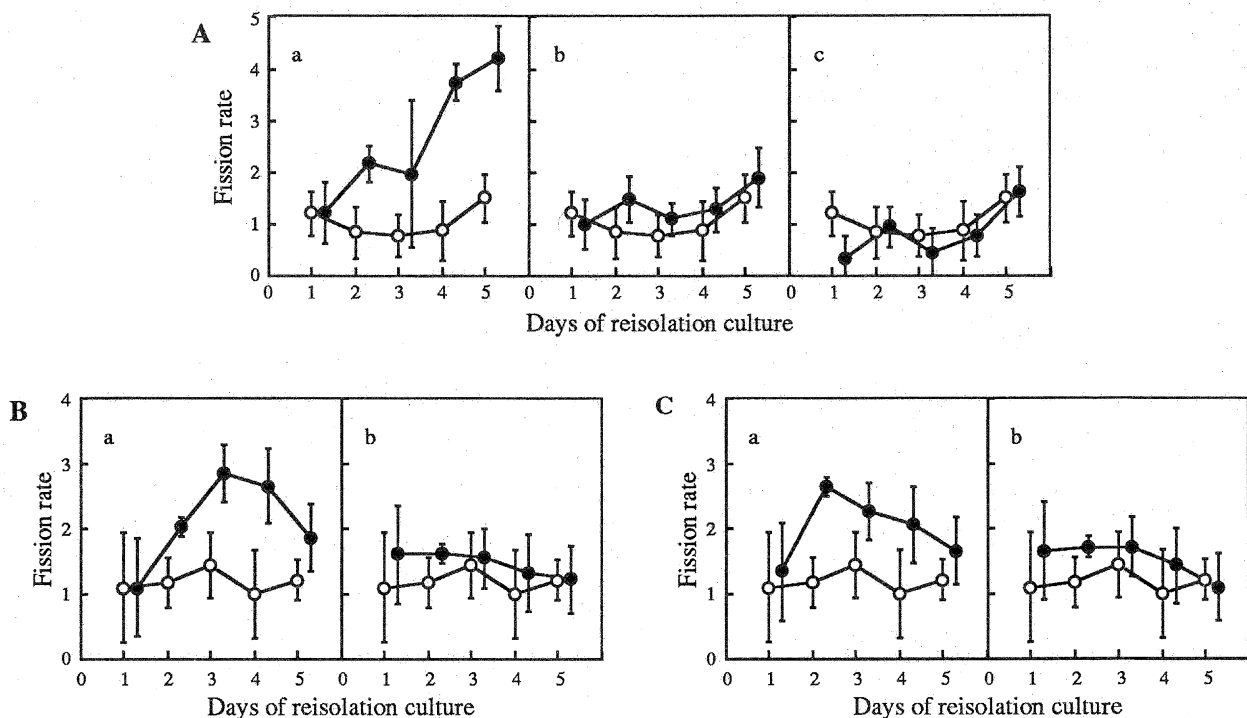 A
a
b
c
Fission rate
5
4
3
2
1
0
0 1 2 3 4 5 0 1 2 3 4 5 0 1 2 3 4 5
Days of reisolation culture
B
a
b
Fission rate
4
3
2
1
0
0 1 2 3 4 5 0 1 2 3 4 5
Days of reisolation culture
C
a
b
Fission rate
4
3
2
1
0
0 1 2 3 4 5 0 1 2 3 4 5
Days of reisolation culture